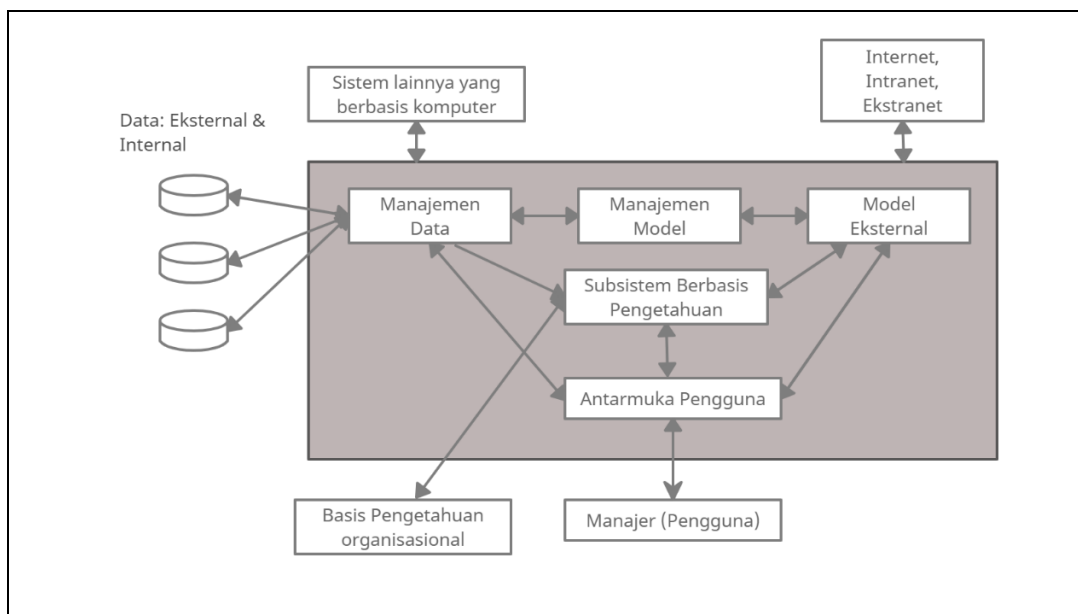 Sistem lainnya yang
berbasis komputer
Internet,
Intranet,
Ekstranet
Data: Eksternal &
Internal
Manajemen
Data
Manajemen
Model
Model
Eksternal
Subsistem Berbasis
Pengetahuan
Antarmuka Pengguna
Basis Pengetahuan
organisasional
Manajer (Pengguna)